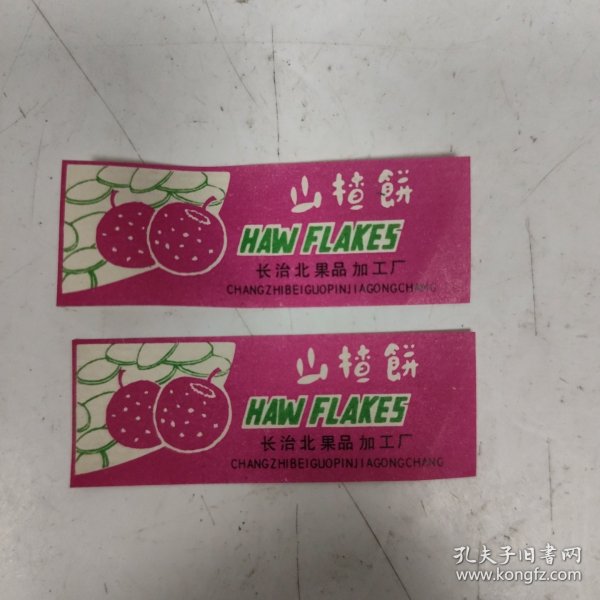 山楂餅
HAW FLAKES
长治北果品加工厂
CHANGZHIBEIGUOPINJIAGONGCHANG
山楂餅
HAW FLAKES
长治北果品加工厂
CHANGZHIBEIGUOPINJIAGONGCHANG
孔夫子旧書网
www.kongfz.com